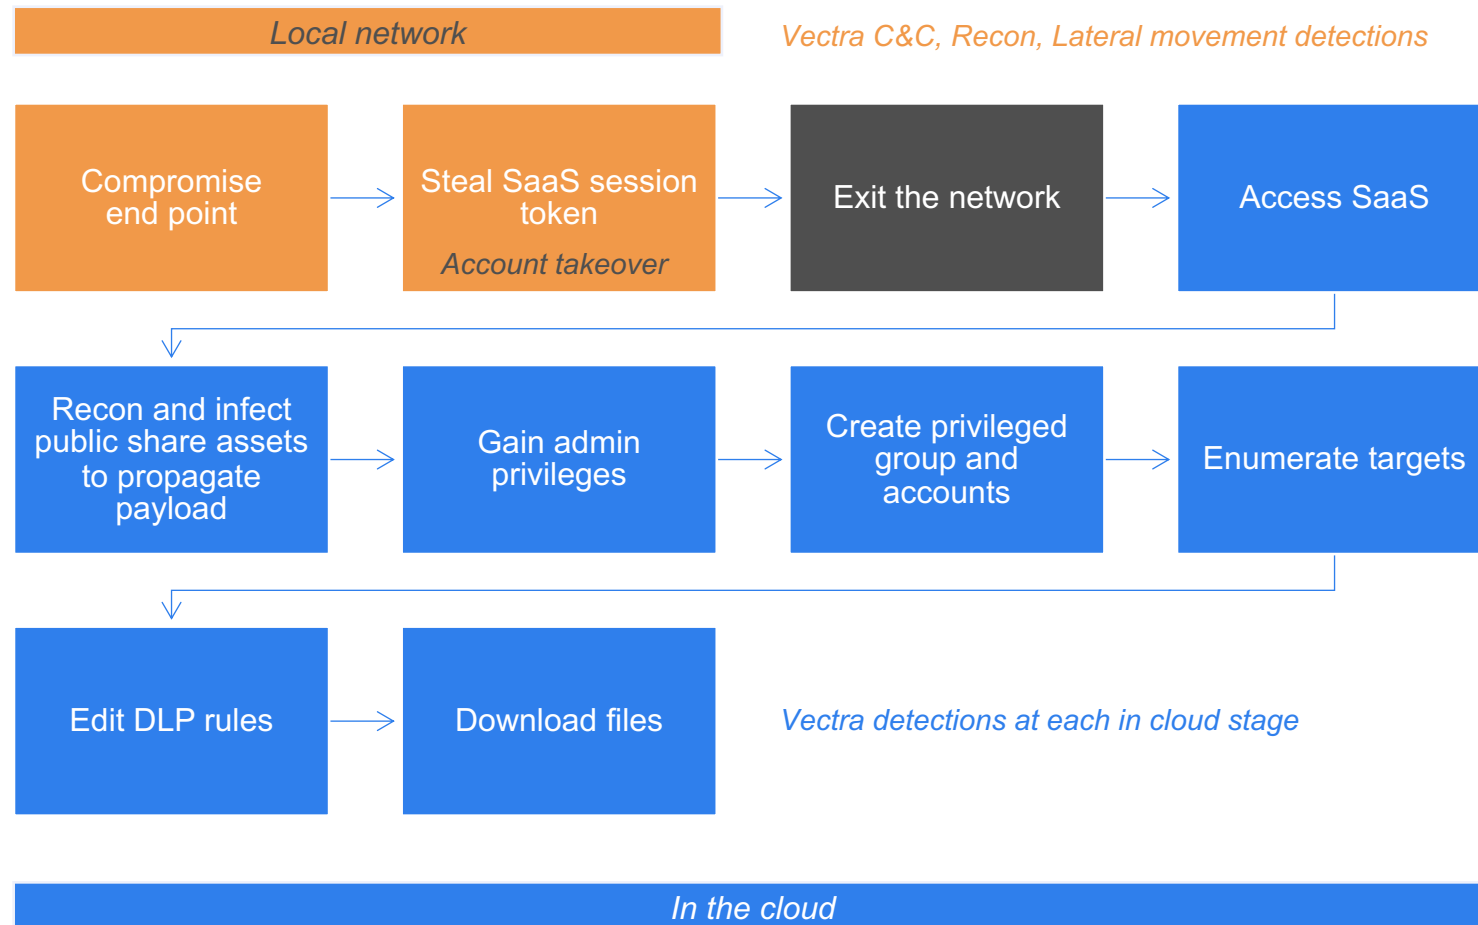 Local network
Vectra C&C, Recon, Lateral movement detections
Compromise
end point
Steal SaaS session
token
Account takeover
Exit the network
Access SaaS
Recon and infect
public share assets
to propagate
payload
Gain admin
privileges
Create privileged
group and
accounts
Enumerate targets
Edit DLP rules
Download files
Vectra detections at each in cloud stage
In the cloud